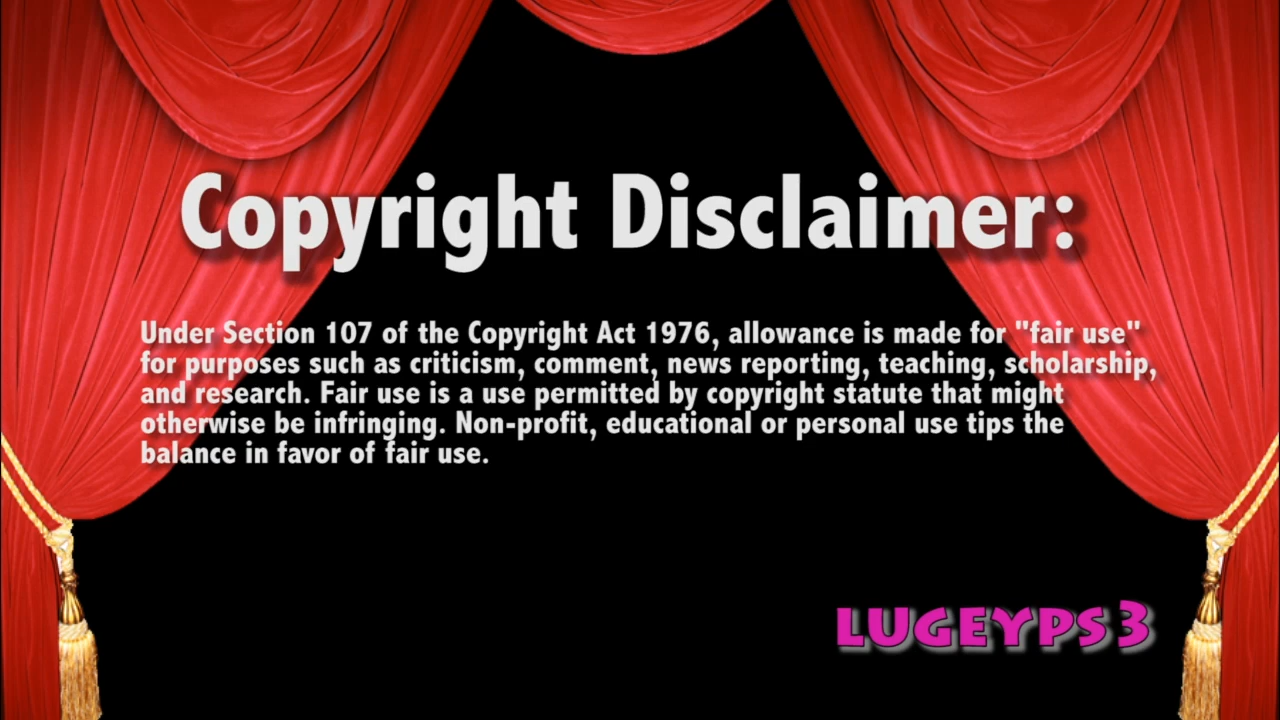 Copyright Disclaimer:
Under Section 107 of the Copyright Act 1976, allowance is made for "fair use"
for purposes such as criticism, comment, news reporting, teaching, scholarship,
and research. Fair use is a use permitted by copyright statute that might
otherwise be infringing. Non-profit, educational or personal use tips the
balance in favor of fair use.
LUGEYPS3